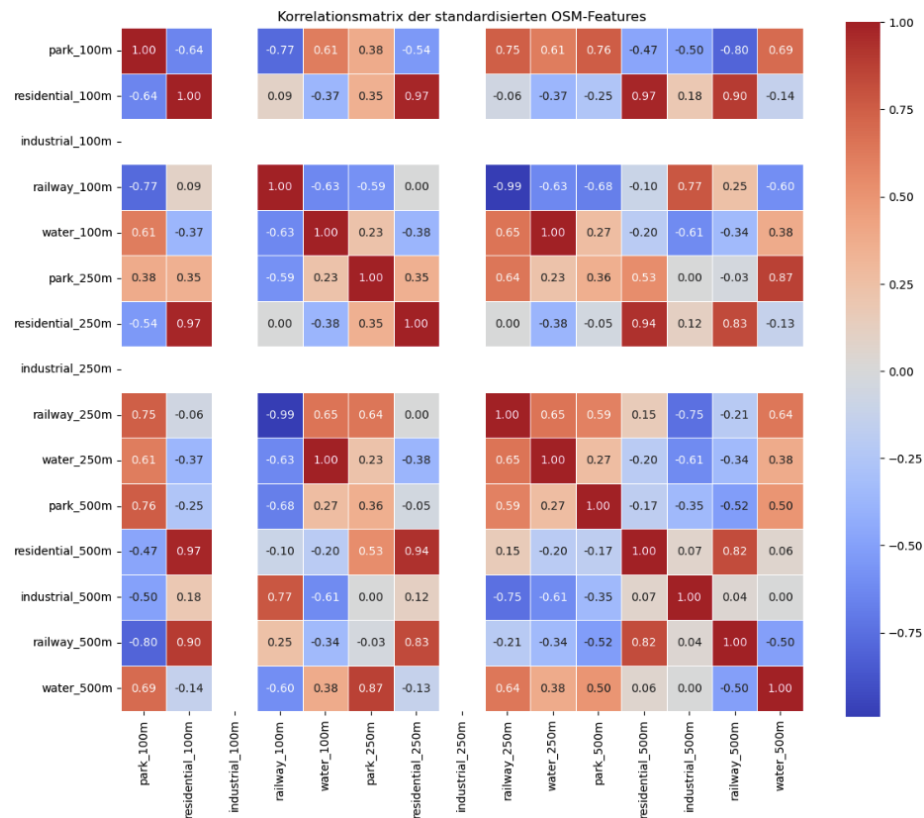 Korrelationsmatrix der standardisierten OSM-Features
park_100m 1.00 -0.64 -0.77 0.61 0.38 -0.54 0.75 0.61 0.76 -0.47 -0.50 -0.80 0.69
residential_100m -0.64 1.00 0.09 -0.37 0.35 0.97 -0.06 -0.37 -0.25 0.97 0.18 0.90 -0.14
industrial_100m
railway_100m -0.77 0.09 1.00 -0.63 -0.59 0.00 -0.99 -0.63 -0.68 -0.10 0.77 0.25 -0.60
water_100m 0.61 -0.37 -0.63 1.00 0.23 -0.38 0.65 1.00 0.27 -0.20 -0.61 -0.34 0.38
park_250m 0.38 0.35 -0.59 0.23 1.00 0.35 0.64 0.23 0.36 0.53 0.00 -0.03 0.87
residential_250m -0.54 0.97 0.00 -0.38 0.35 1.00 0.00 -0.38 -0.05 0.94 0.12 0.83 -0.13
industrial_250m
railway_250m 0.75 -0.06 -0.99 0.65 0.64 0.00 1.00 0.65 0.59 0.15 -0.75 -0.21 0.64
water_250m 0.61 -0.37 -0.63 1.00 0.23 -0.38 0.65 1.00 0.27 -0.20 -0.61 -0.34 0.38
park_500m 0.76 -0.25 -0.68 0.27 0.36 -0.05 0.59 0.27 1.00 -0.17 -0.35 -0.52 0.50
residential_500m -0.47 0.97 -0.10 -0.20 0.53 0.94 0.15 -0.20 -0.17 1.00 0.07 0.82 0.06
industrial_500m -0.50 0.18 0.77 -0.61 0.00 0.12 -0.75 -0.61 -0.35 0.07 1.00 0.04 0.00
railway_500m -0.80 0.90 0.25 -0.34 -0.03 0.83 -0.21 -0.34 -0.52 0.82 0.04 1.00 -0.50
water_500m 0.69 -0.14 -0.60 0.38 0.87 -0.13 0.64 0.38 0.50 0.06 0.00 -0.50 1.00
park_100m
residential_100m
industrial_100m
railway_100m
water_100m
park_250m
residential_250m
industrial_250m
railway_250m
water_250m
park_500m
residential_500m
industrial_500m
railway_500m
water_500m
1.00
0.75
0.50
0.25
0.00
−0.25
−0.50
−0.75